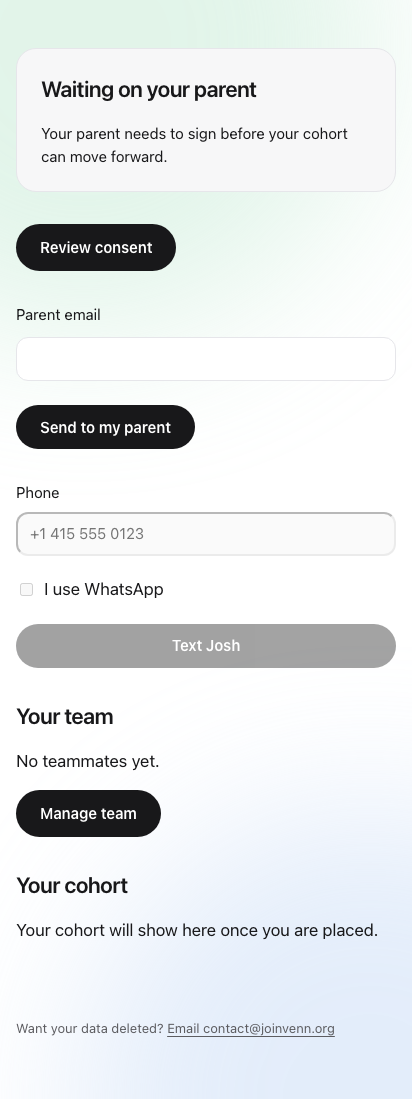 Waiting on your parent
Your parent needs to sign before your cohort
can move forward.
Review consent
Parent email
Send to my parent
Phone
+1 415 555 0123
I use WhatsApp
Text Josh
Your team
No teammates yet.
Manage team
Your cohort
Your cohort will show here once you are placed.
Want your data deleted? Email contact@joinvenn.org